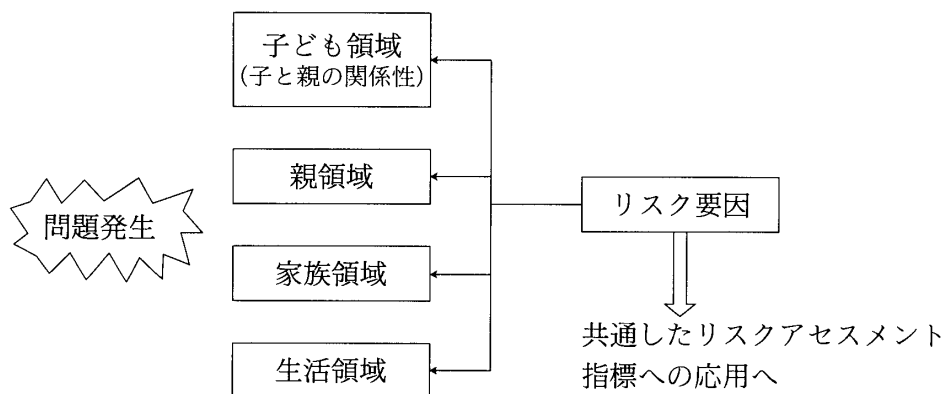 子ども領域
(子と親の関係性)
親領域
問題発生
リスク要因
家族領域
生活領域
共通したリスクアセスメント
指標への応用へ